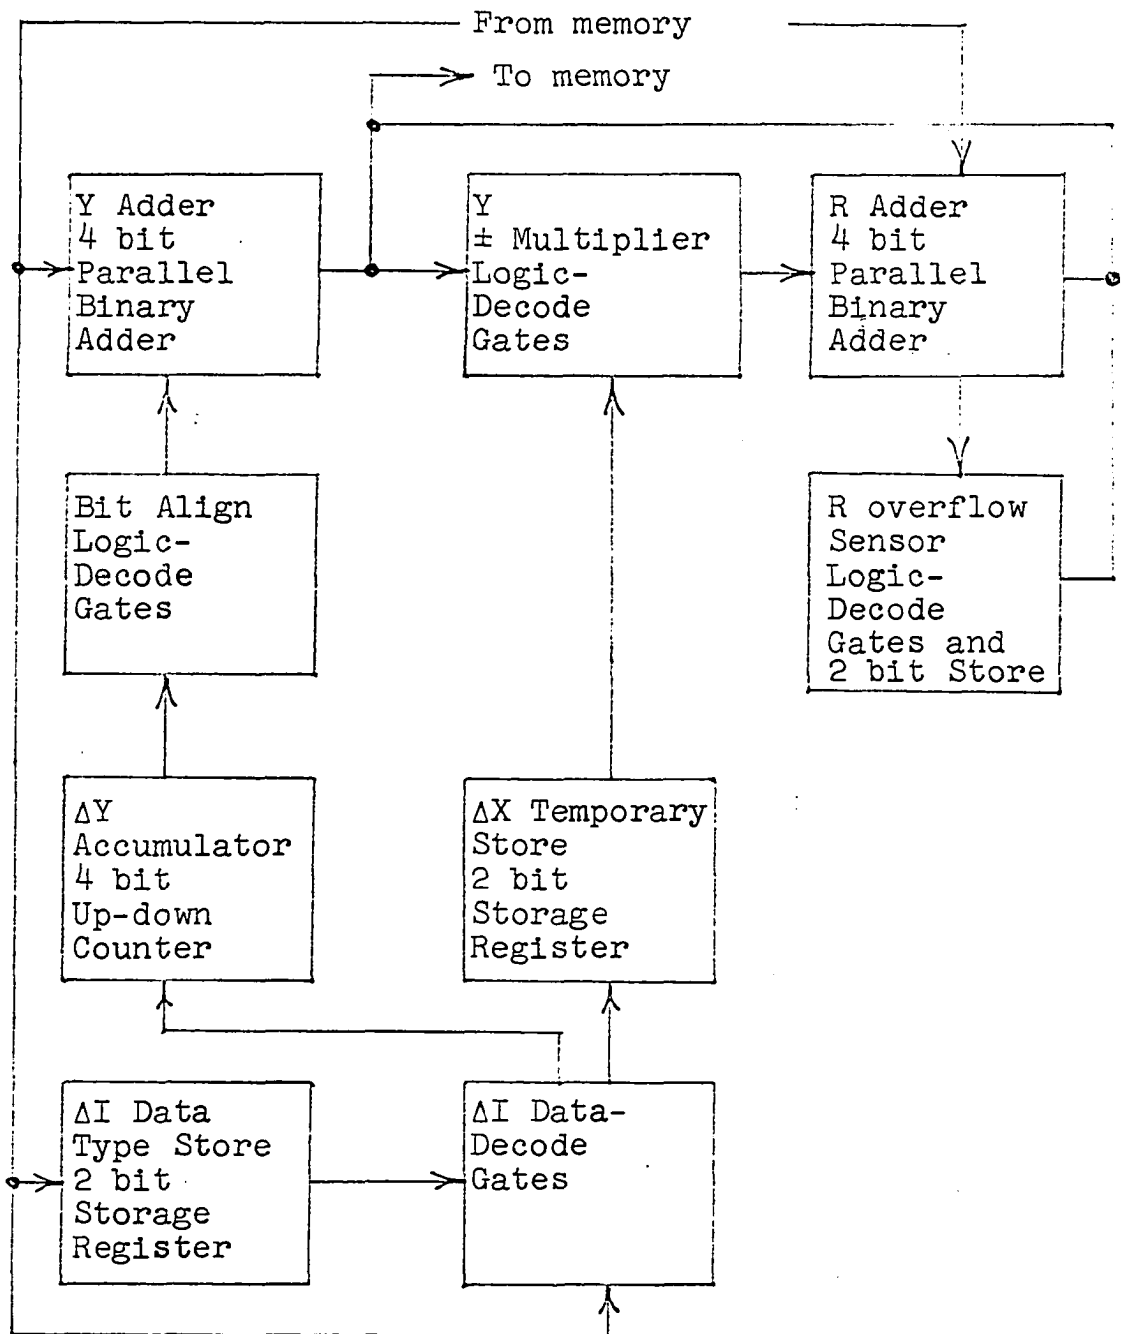 From memory
To memory
Y Adder
4 bit
Parallel
Binary
Adder
Y
± Multiplier
Logic-
Decode
Gates
R Adder
4 bit
Parallel
Binary
Adder
Bit Align
Logic-
Decode
Gates
R overflow
Sensor
Logic-
Decode
Gates and
2 bit Store
ΔY
Accumulator
4 bit
Up-down
Counter
ΔX Temporary
Store
2 bit
Storage
Register
ΔI Data
Type Store
2 bit
Storage
Register
ΔI Data-
Decode
Gates